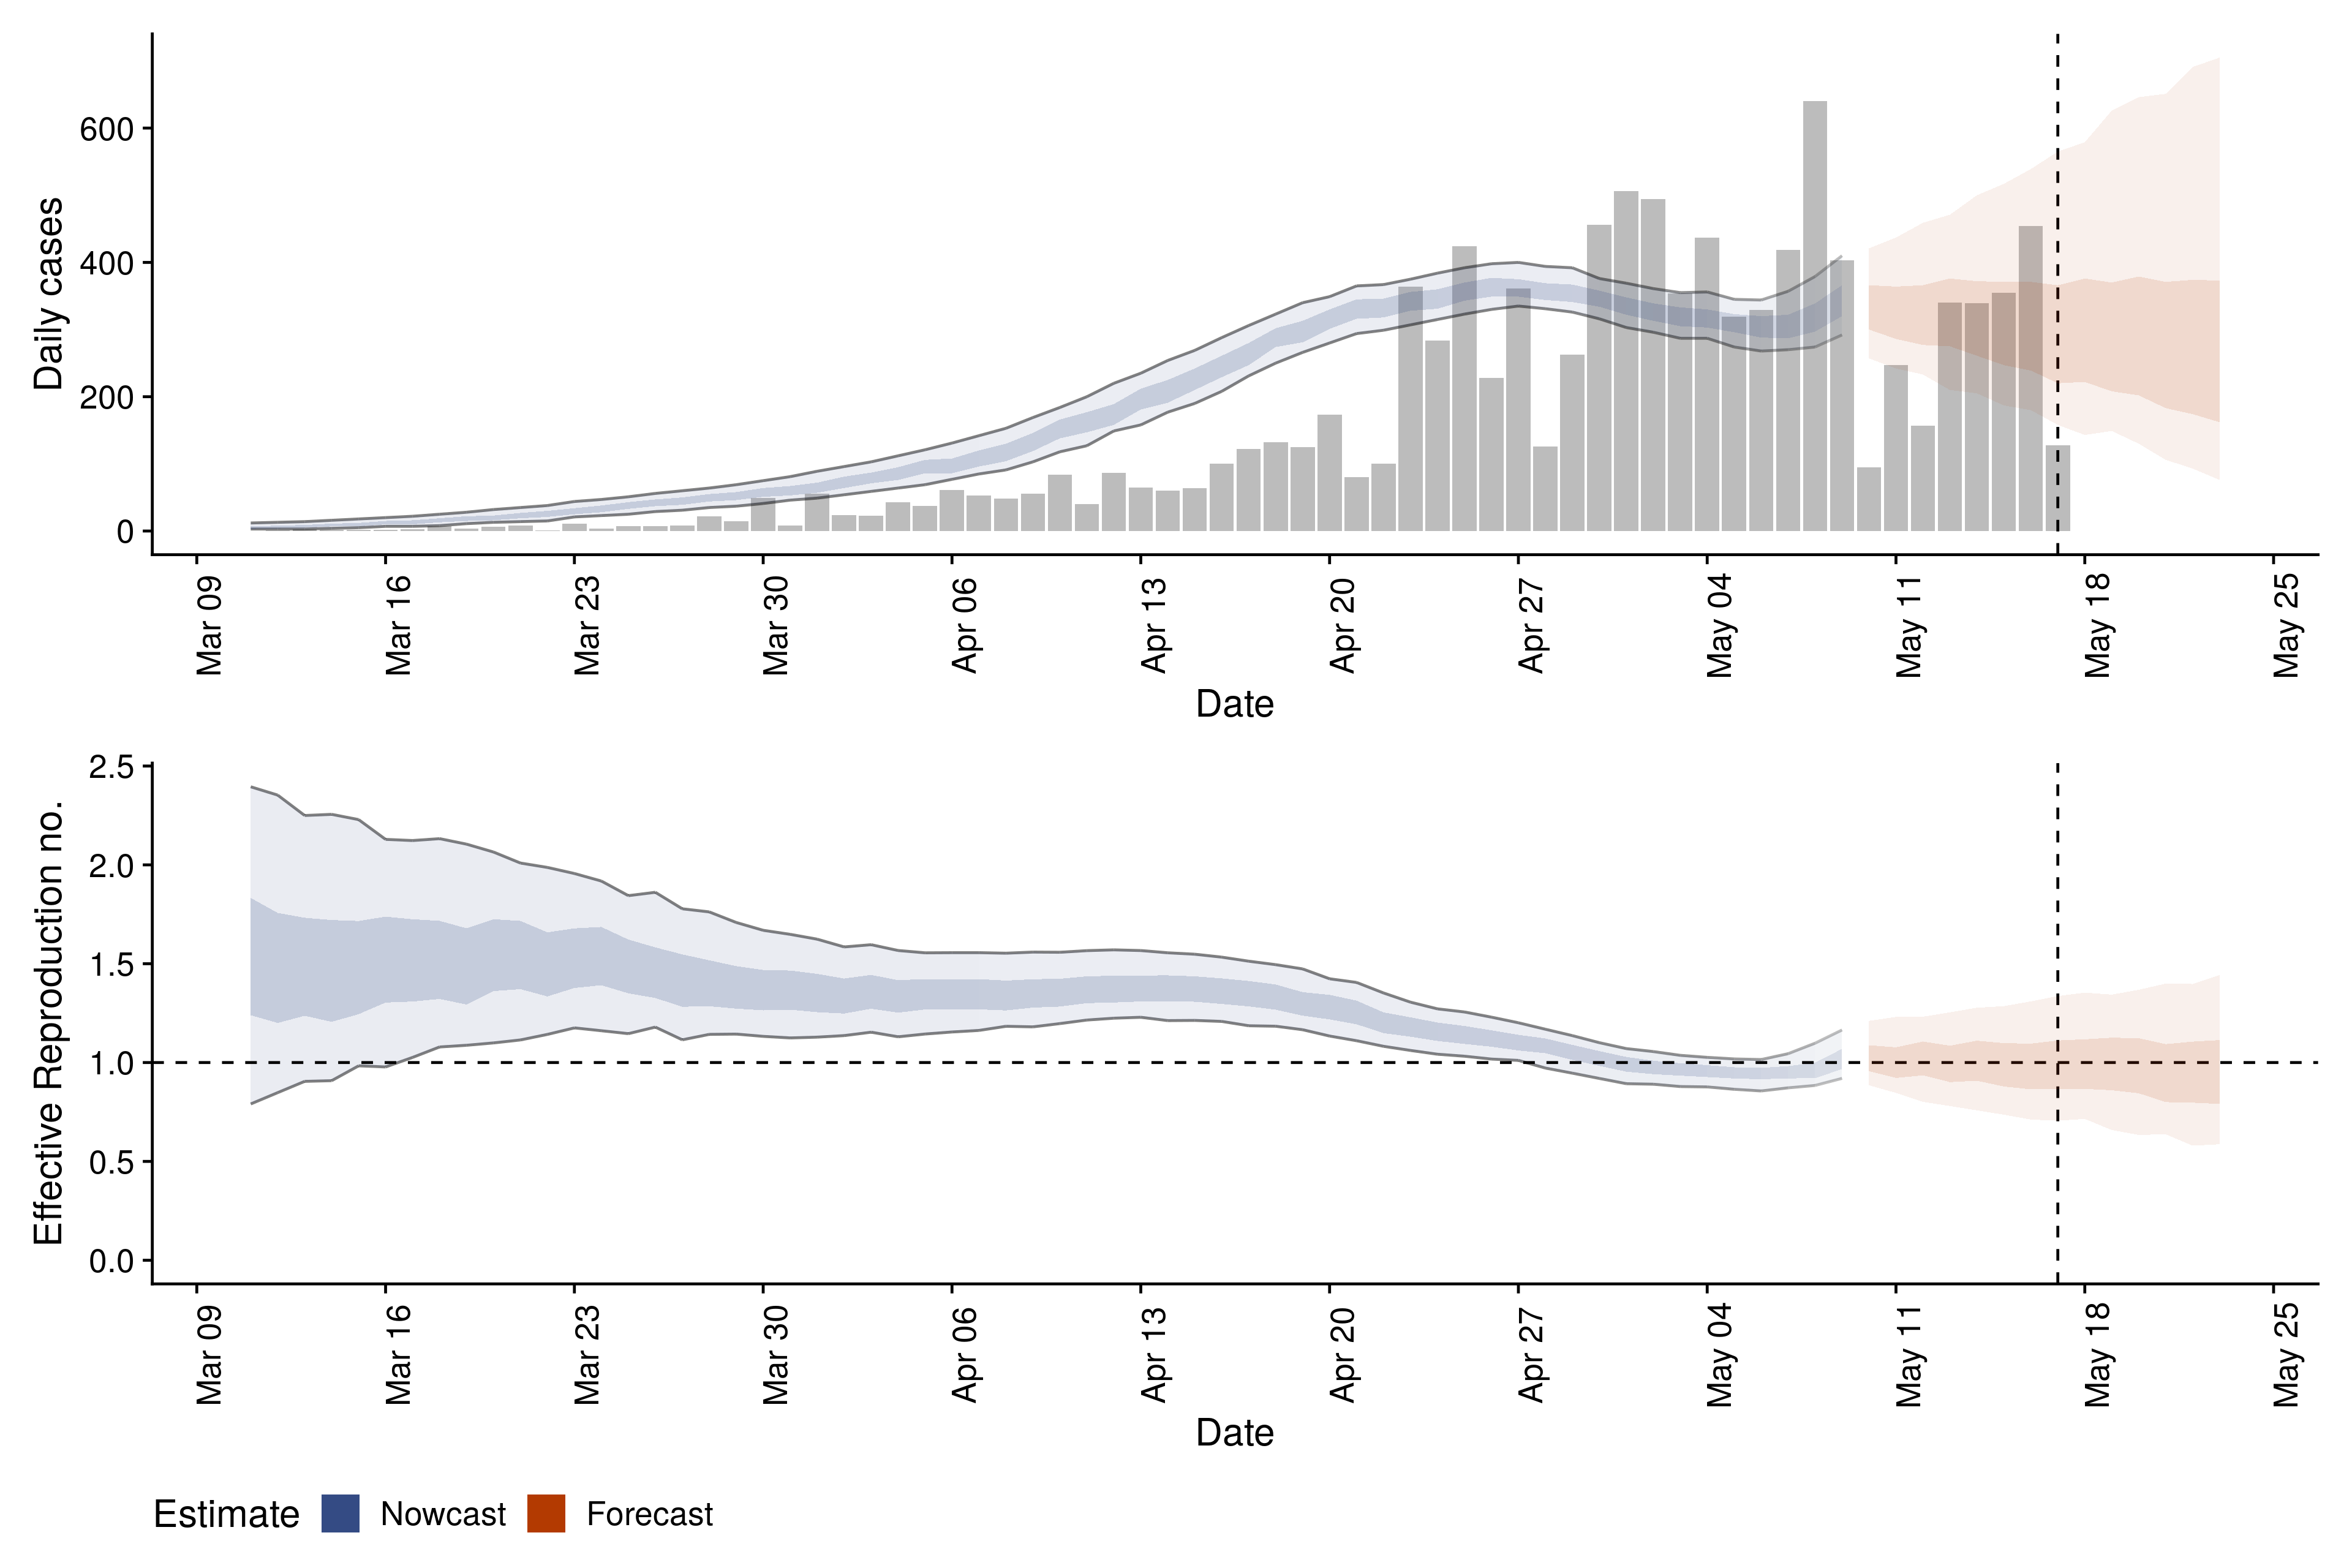 Daily cases
600
400
200
0
Mar 09
Mar 16
Mar 23
Mar 30
Apr 06
Apr 13
Apr 20
Apr 27
May 04
May 11
May 18
May 25
Date
Effective Reproduction no.
2.5
2.0
1.5
1.0
0.5
0.0
Mar 09
Mar 16
Mar 23
Mar 30
Apr 06
Apr 13
Apr 20
Apr 27
May 04
May 11
May 18
May 25
Date
Estimate Nowcast Forecast